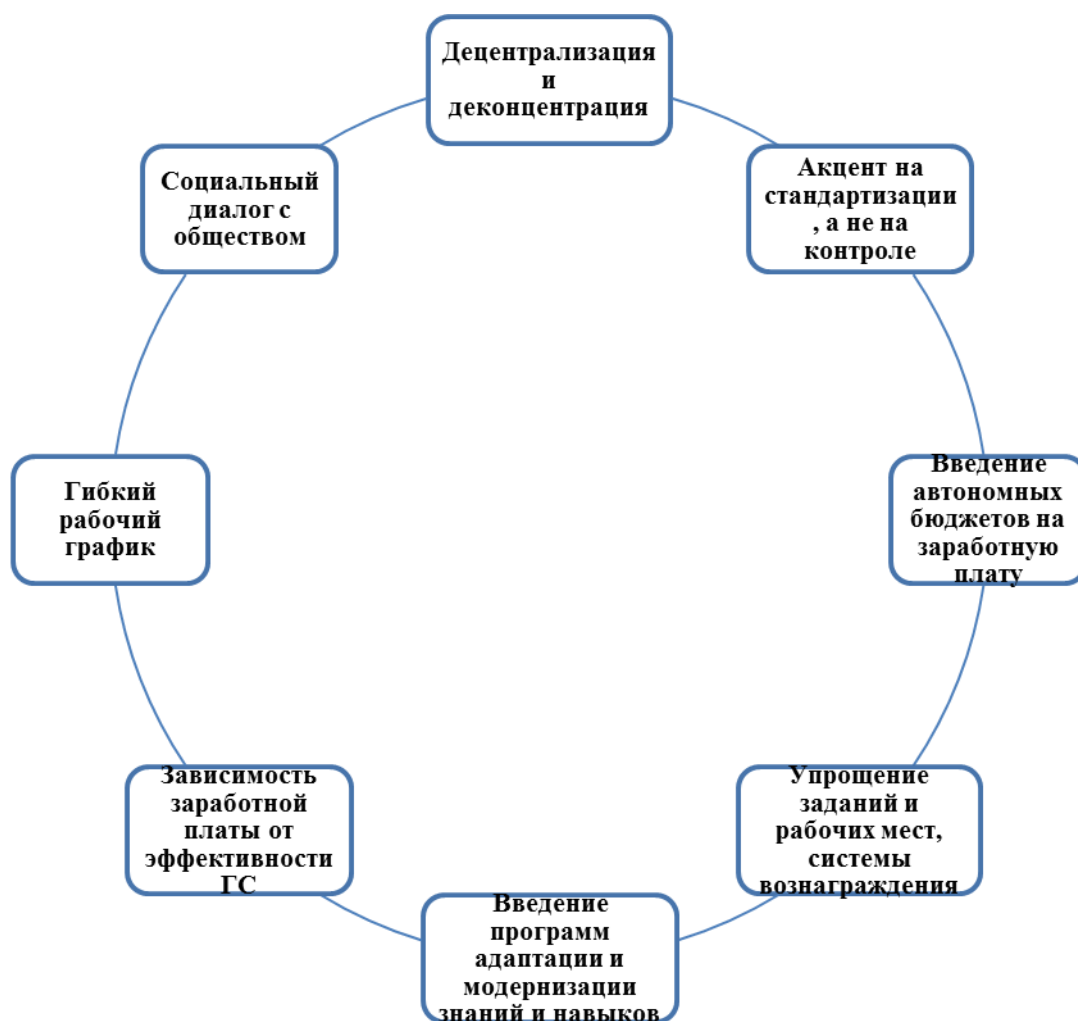 Децентрализация
и
деконцентрация
Акцент на
стандартизации
, а не на
контроле
Введение
автономных
бюджетов на
заработную
плату
Упрощение
заданий и
рабочих мест,
системы
вознаграждения
Введение
программ
адаптации и
модернизации
знаний и навыков
Зависимость
заработной
платы от
эффективности
ГС
Гибкий
рабочий
график
Социальный
диалог с
обществом